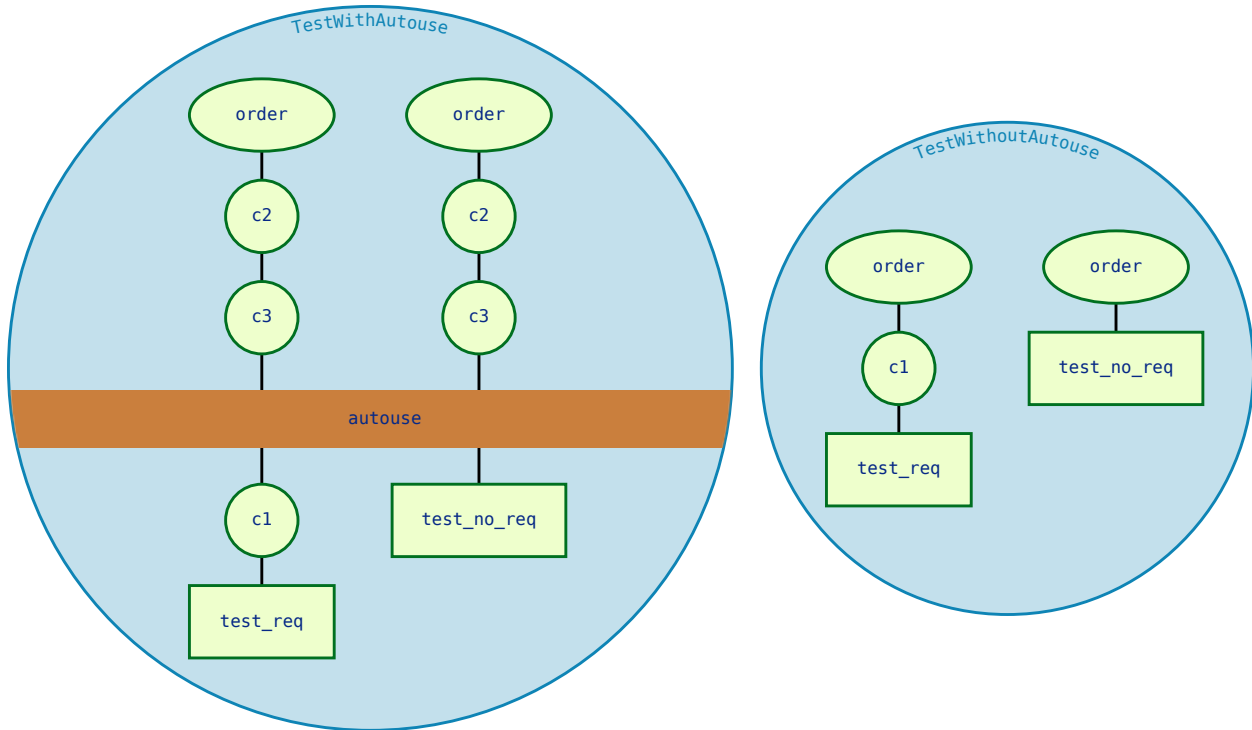 TestWithAutouse
order
order
c2
c2
c3
c3
autouse
c1
test_no_req
test_req
TestWithoutAutouse
order
order
c1
test_no_req
test_req